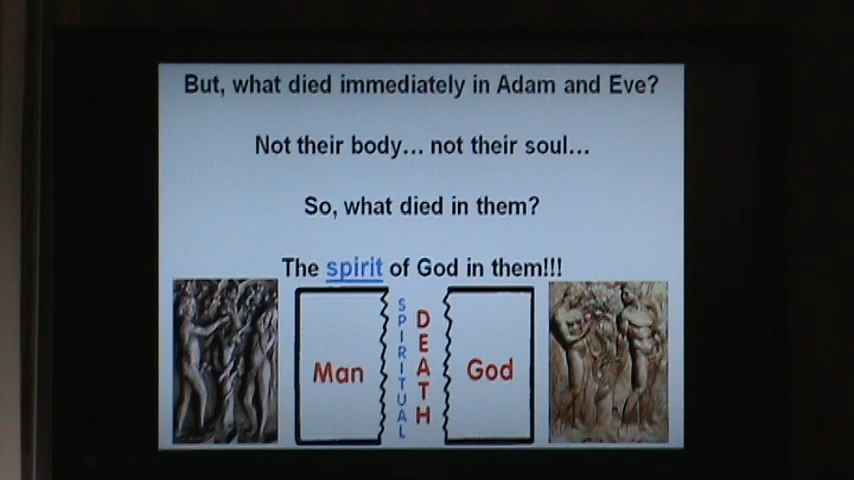 But, what died immediately in Adam and Eve?
Not their body... not their soul...
So, what died in them?
The spirit of God in them!!!
Man
SPIRITUAL
DEATH
God